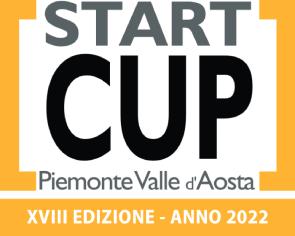 START
CUP
Piemonte Valle d'Aosta
XVIII EDIZIONE - ANNO 2022